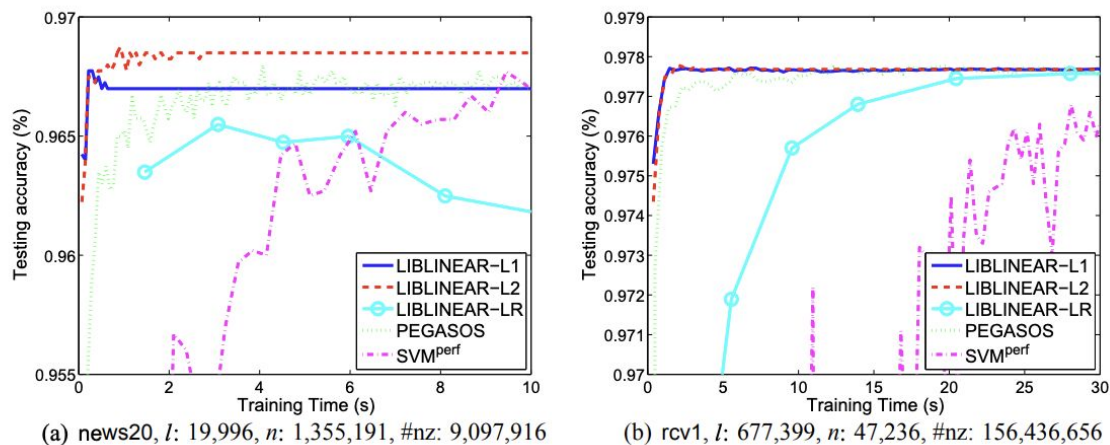 0.97
0.965
0.96
0.955
Testing accuracy (%)
0 2 4 6 8 10
Training Time (s)
LIBLINEAR−L1
LIBLINEAR−L2
LIBLINEAR−LR
PEGASOS
SVMperf
(a) news20, l: 19,996, n: 1,355,191, #nz: 9,097,916
0.979
0.978
0.977
0.976
0.975
0.974
0.973
0.972
0.971
0.97
Testing accuracy (%)
0 5 10 15 20 25 30
Training Time (s)
LIBLINEAR−L1
LIBLINEAR−L2
LIBLINEAR−LR
PEGASOS
SVMperf
(b) rcv1, l: 677,399, n: 47,236, #nz: 156,436,656